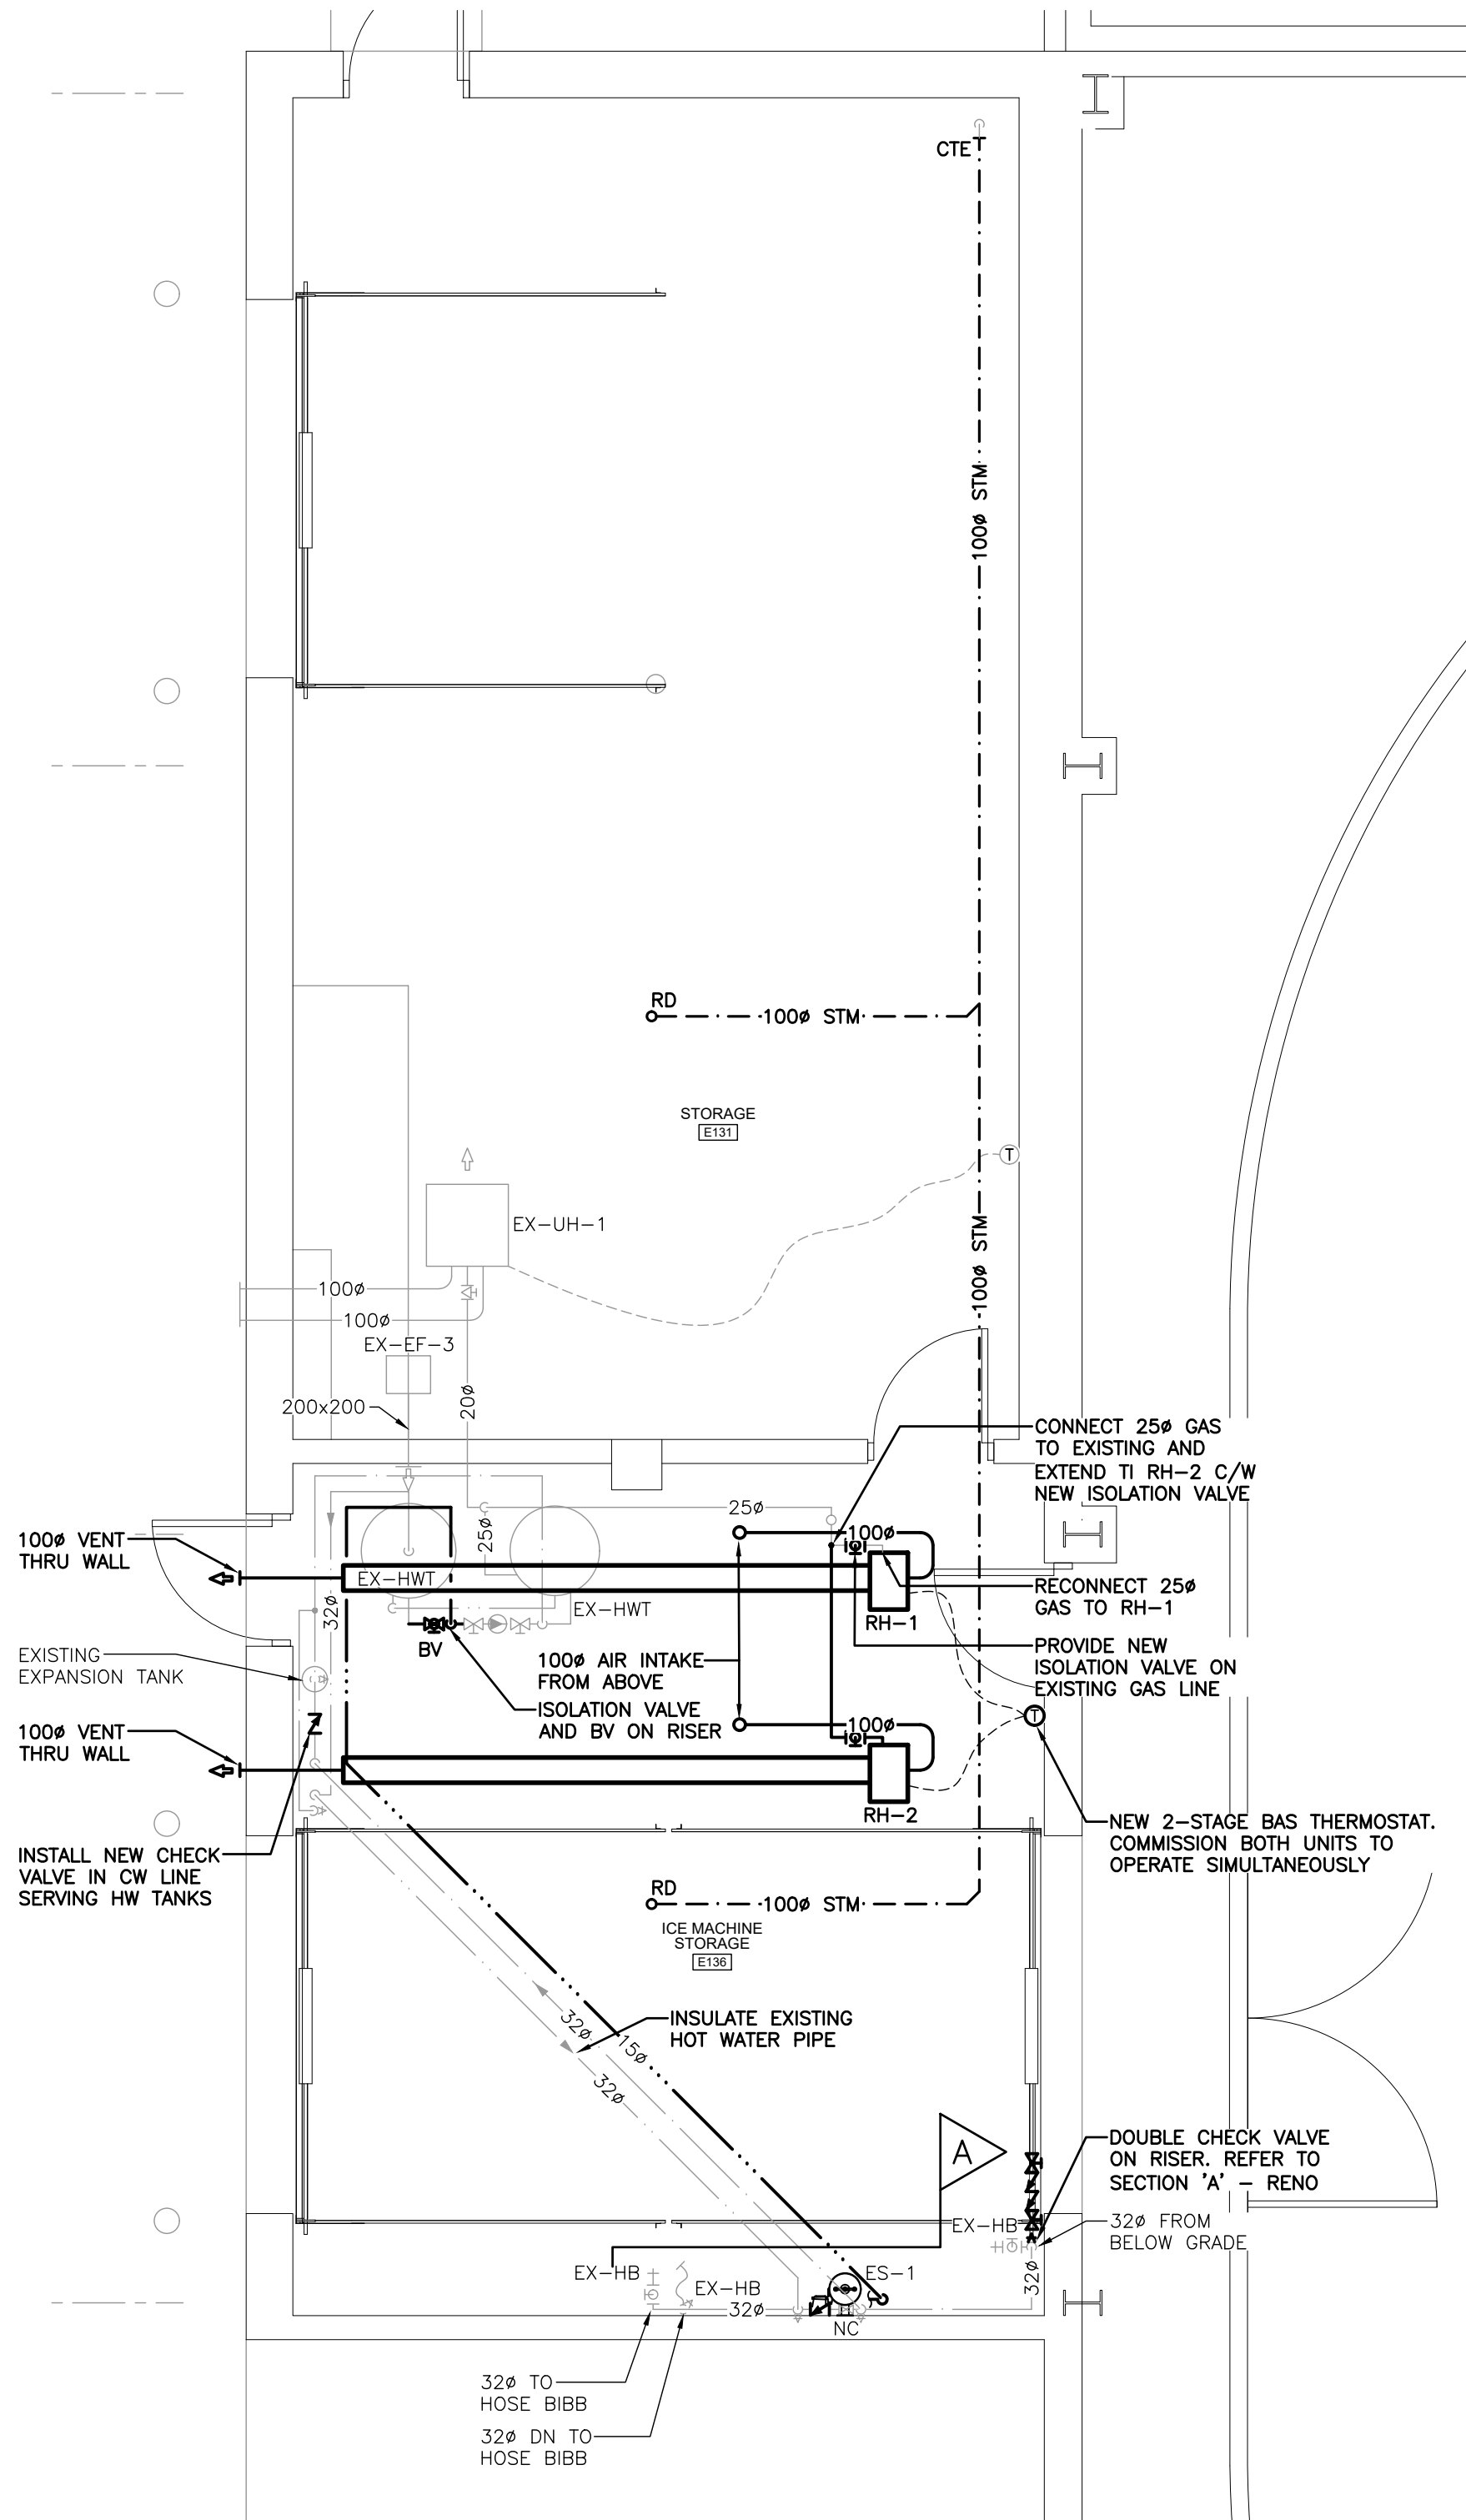 CTE
100ø STM
RD
100ø STM
STORAGE
E131
T
EX-UH-1
100ø STM
100ø
100ø
EX-EF-3
200x200
20ø
CONNECT 25ø GAS
TO EXISTING AND
EXTEND TI RH-2 C/W
NEW ISOLATION VALVE
25ø
25ø
100ø
100ø VENT
THRU WALL
EX-HWT
EX-HWT
32ø
RH-1
RECONNECT 25ø
GAS TO RH-1
BV
EXISTING
EXPANSION TANK
100ø AIR INTAKE
FROM ABOVE
ISOLATION VALVE
AND BV ON RISER
PROVIDE NEW
ISOLATION VALVE ON
EXISTING GAS LINE
T
100ø
100ø VENT
THRU WALL
RH-2
NEW 2-STAGE BAS THERMOSTAT.
COMMISSION BOTH UNITS TO
OPERATE SIMULTANEOUSLY
INSTALL NEW CHECK
VALVE IN CW LINE
SERVING HW TANKS
RD
100ø STM
ICE MACHINE
STORAGE
E136
32ø
15ø
32ø
INSULATE EXISTING
HOT WATER PIPE
A
DOUBLE CHECK VALVE
ON RISER. REFER TO
SECTION 'A' - RENO
EX-HB
32ø FROM
BELOW GRADE
32ø
EX-HB
EX-HB
ES-1
32ø
NC
32ø TO
HOSE BIBB
32ø DN TO
HOSE BIBB